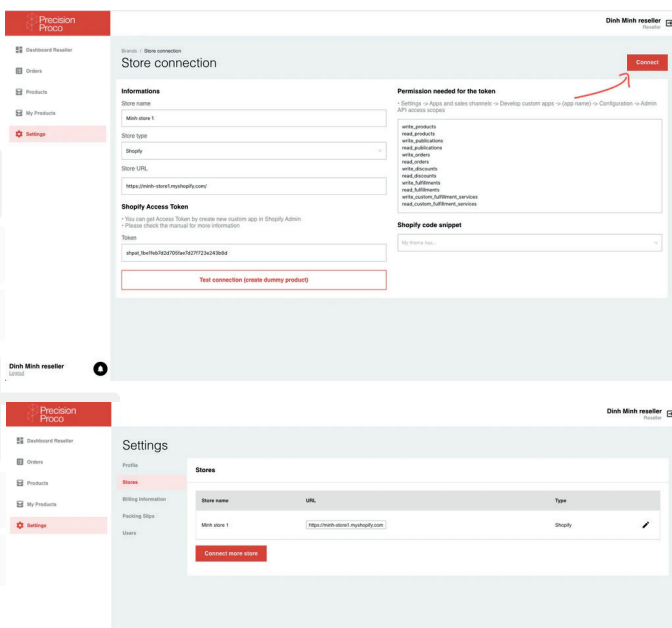 Precision
Proco
Dinh Minh reseller
Reseller
Dashboard Reseller
Orders
Products
My Products
Settings
Brands / Store connection
Store connection
Connect
Informations
Store name
Minh store 1
Store type
Shopify
Store URL
https://minh-store1.myshopify.com/
Shopify Access Token
• You can get Access Token by create new custom app in Shopify Admin
• Please check the manual for more information
Token
Test connection (create dummy product)
Permission needed for the token
• Settings -> Apps and sales channels -> Develop custom apps -> (app name) -> Configuration -> Admin
API access scopes
write_products
read_products
write_publications
read_publications
write_orders
read_orders
write_discounts
read_discounts
write_fulfillments
read_fulfillments
write_custom_fulfillment_services
read_custom_fulfillment_services
Shopify code snippet
My theme has...
Dinh Minh reseller
Logout
Precision
Proco
Dinh Minh reseller
Reseller
Dashboard Reseller
Orders
Products
My Products
Settings
Settings
Profile
Stores
Billing Information
Packing Slips
Users
Stores
Store name URL Type
Minh store 1 https://minh-store1.myshopify.com Shopify
Connect more store